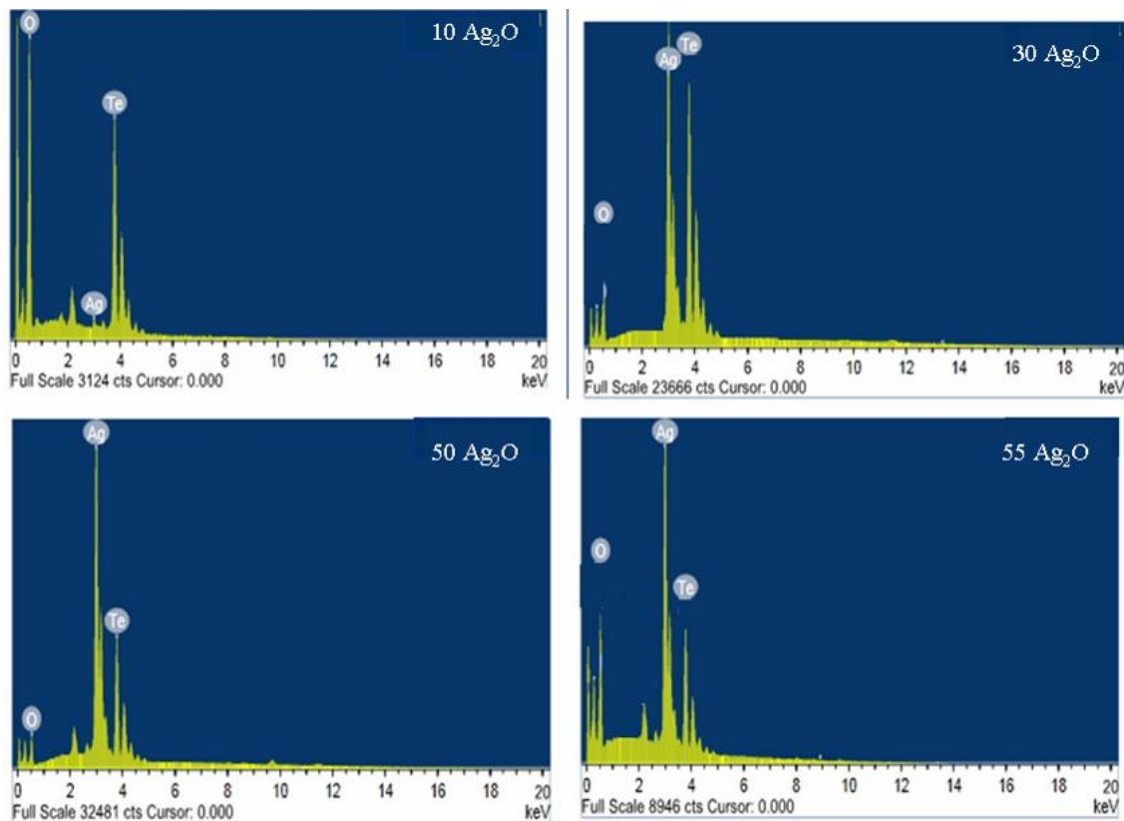 10 Ag₂O
O
Te
Ag
0 2 4 6 8 10 12 14 16 18 20
Full Scale 3124 cts Cursor: 0.000 keV
30 Ag₂O
Te
Ag
O
0 2 4 6 8 10 12 14 16 18 20
Full Scale 23666 cts Cursor: 0.000 keV
50 Ag₂O
Ag
Te
O
0 2 4 6 8 10 12 14 16 18 20
Full Scale 32481 cts Cursor: 0.000 keV
55 Ag₂O
Ag
O
Te
0 2 4 6 8 10 12 14 16 18 20
Full Scale 8946 cts Cursor: 0.000 keV